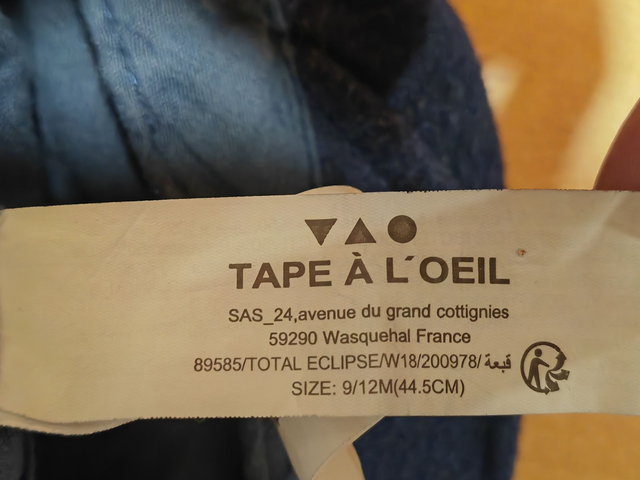 TAPE À L´OEIL
SAS_24,avenue du grand cottignies
59290 Wasquehal France
89585/TOTAL ECLIPSE/W18/200978/قبعة
SIZE: 9/12M(44.5CM)